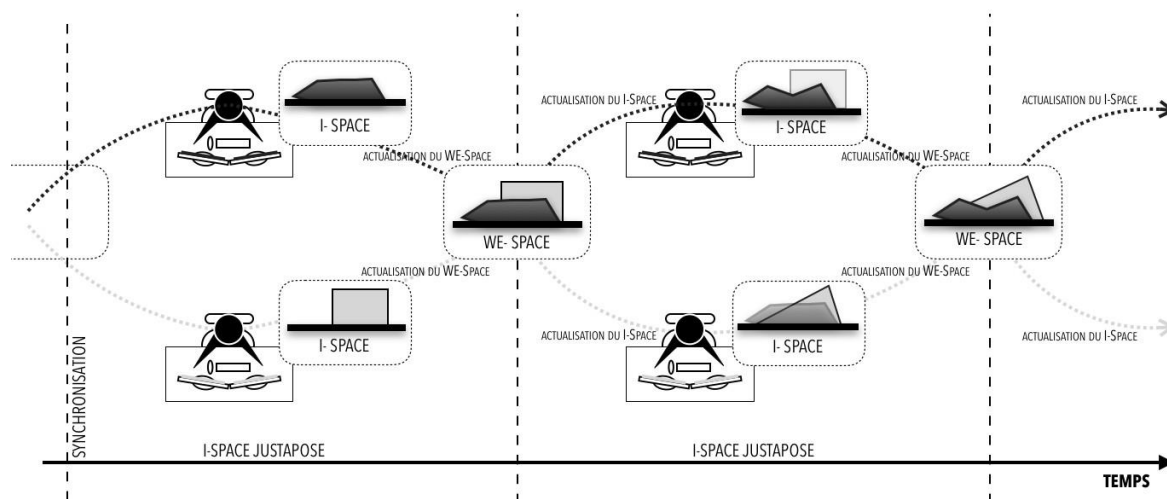 ACTUALISATION DU I-SPACE
ACTUALISATION DU I-SPACE
I- SPACE
I- SPACE
ACTUALISATION DU WE-SPACE
ACTUALISATION DU WE-SPACE
WE- SPACE
WE- SPACE
ACTUALISATION DU WE-SPACE
ACTUALISATION DU WE-SPACE
ACTUALISATION DU I-SPACE
ACTUALISATION DU I-SPACE
I- SPACE
I- SPACE
SYNCHRONISATION
I-SPACE JUSTAPOSE
I-SPACE JUSTAPOSE
TEMPS